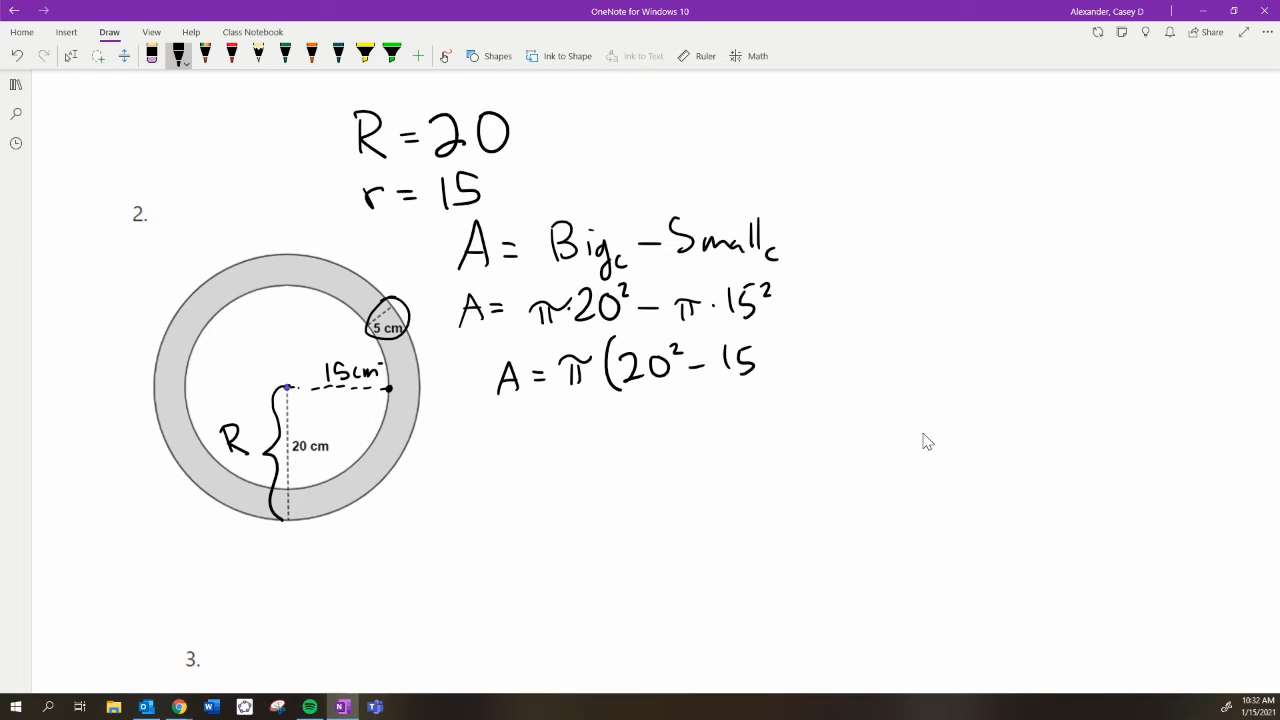 OneNote for Windows 10
Alexander, Casey D
Home Insert Draw View Help Class Notebook
Share
Shapes Ink to Shape Ink to Text Ruler Math
R = 20
r = 15
2.
A = Big_c - Small_c
A = π·20² - π·15²
5 cm
A = π(20² - 15
15cm
R
20 cm
3.
10:32 AM
1/15/2021